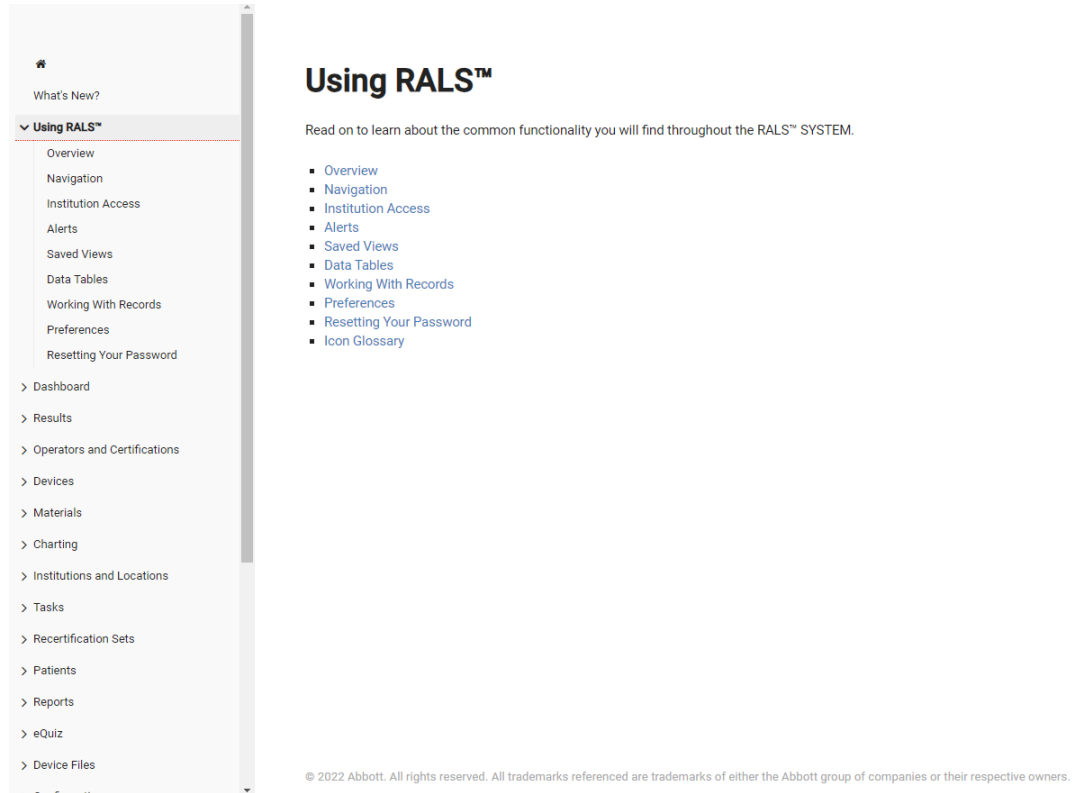 What's New?
Using RALS™
Overview
Navigation
Institution Access
Alerts
Saved Views
Data Tables
Working With Records
Preferences
Resetting Your Password
Dashboard
Results
Operators and Certifications
Devices
Materials
Charting
Institutions and Locations
Tasks
Recertification Sets
Patients
Reports
eQuiz
Device Files
Using RALS™
Read on to learn about the common functionality you will find throughout the RALS™ SYSTEM.
Overview
Navigation
Institution Access
Alerts
Saved Views
Data Tables
Working With Records
Preferences
Resetting Your Password
Icon Glossary
© 2022 Abbott. All rights reserved. All trademarks referenced are trademarks of either the Abbott group of companies or their respective owners.